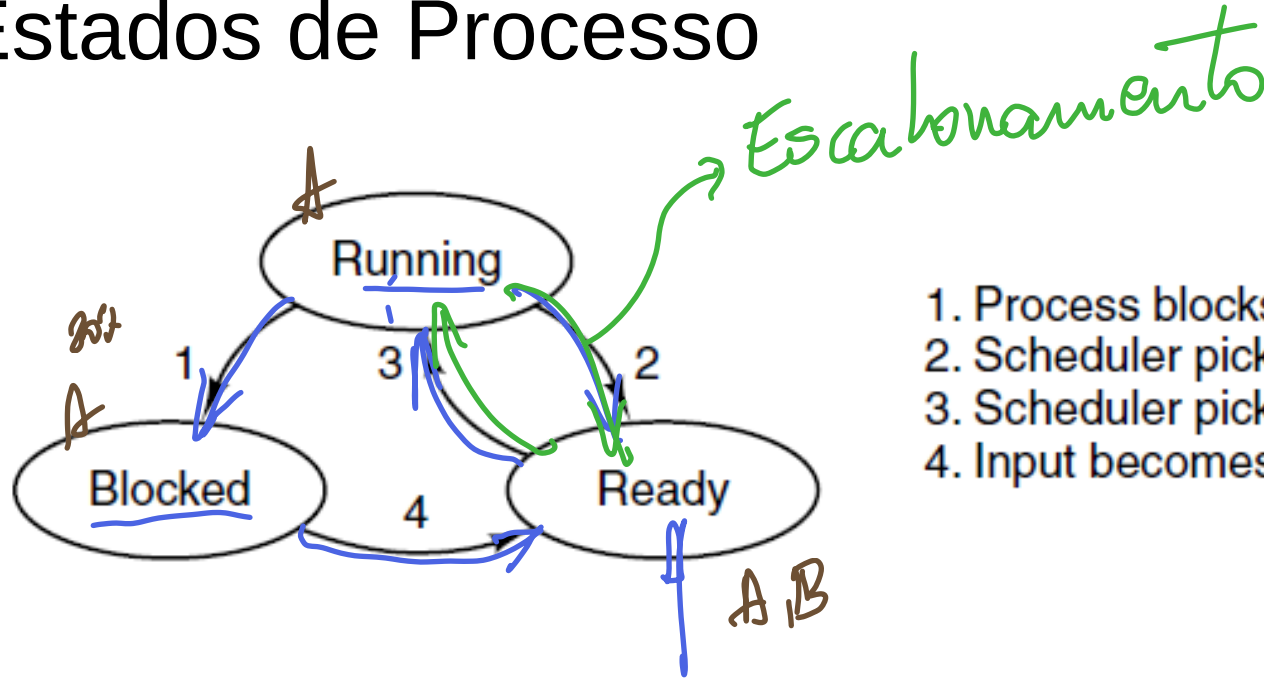 Estados de Processo
Escalonamento
A
Running
1
3
2
A
Blocked
4
Ready
A, B
1. Process blocks
2. Scheduler pick
3. Scheduler pick
4. Input becomes